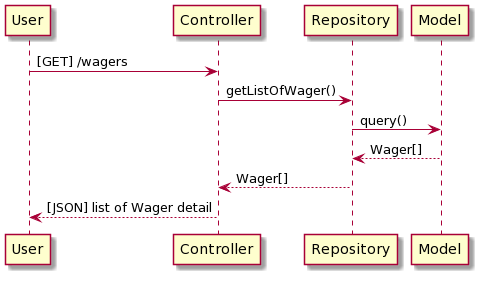 User Controller Repository Model
[GET] /wagers
getListOfWager()
query()
Wager[]
Wager[]
[JSON] list of Wager detail
User Controller Repository Model